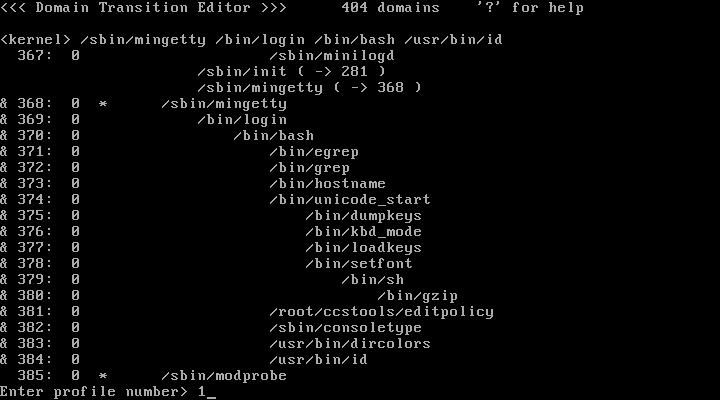 <<< Domain Transition Editor >>>      404 domains    '?' for help

<kernel> /sbin/mingetty /bin/login /bin/bash /usr/bin/id
  367:  0                     /sbin/minilogd
                      /sbin/init ( -> 281 )
                      /sbin/mingetty ( -> 368 )
& 368:  0  *      /sbin/mingetty
& 369:  0             /bin/login
& 370:  0                 /bin/bash
& 371:  0                     /bin/egrep
& 372:  0                     /bin/grep
& 373:  0                     /bin/hostname
& 374:  0                     /bin/unicode_start
& 375:  0                         /bin/dumpkeys
& 376:  0                         /bin/kbd_mode
& 377:  0                         /bin/loadkeys
& 378:  0                         /bin/setfont
& 379:  0                             /bin/sh
& 380:  0                                 /bin/gzip
& 381:  0                     /root/ccstools/editpolicy
& 382:  0                     /sbin/consoletype
& 383:  0                     /usr/bin/dircolors
& 384:  0                     /usr/bin/id
  385:  0  *      /sbin/modprobe
Enter profile number> 1_